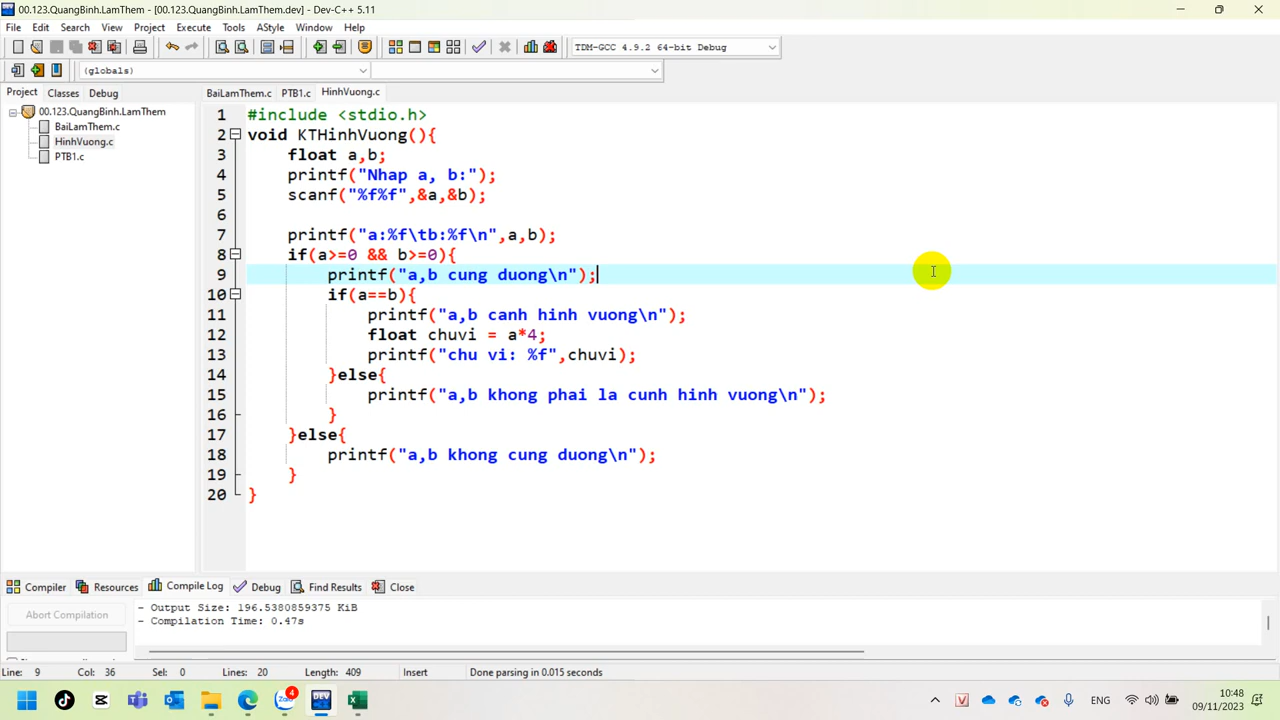 00.123.QuangBinh.LamThem - [00.123.QuangBinh.LamThem.dev] - Dev-C++ 5.11
File Edit Search View Project Execute Tools AStyle Window Help
TDM-GCC 4.9.2 64-bit Debug
(globals)
Project Classes Debug
BaiLamThem.c PTB1.c HinhVuong.c
00.123.QuangBinh.LamThem
BaiLamThem.c
HinhVuong.c
PTB1.c
1 #include <stdio.h>
2 void KTHinhVuong(){
3 float a,b;
4 printf("Nhap a, b:");
5 scanf("%f%f",&a,&b);
6
7 printf("a:%f\tb:%f\n",a,b);
8 if(a>=0 && b>=0){
9 printf("a,b cung duong\n");
10 if(a==b){
11 printf("a,b canh hinh vuong\n");
12 float chuvi = a*4;
13 printf("chu vi: %f",chuvi);
14 }else{
15 printf("a,b khong phai la cunh hinh vuong\n");
16 }
17 }else{
18 printf("a,b khong cung duong\n");
19 }
20 }
Compiler Resources Compile Log Debug Find Results Close
Abort Compilation
- Output Size: 196.5380859375 KiB
- Compilation Time: 0.47s
Line: 9 Col: 36 Sel: 0 Lines: 20 Length: 409 Insert Done parsing in 0.015 seconds
4
DEV
ENG
10:48
09/11/2023